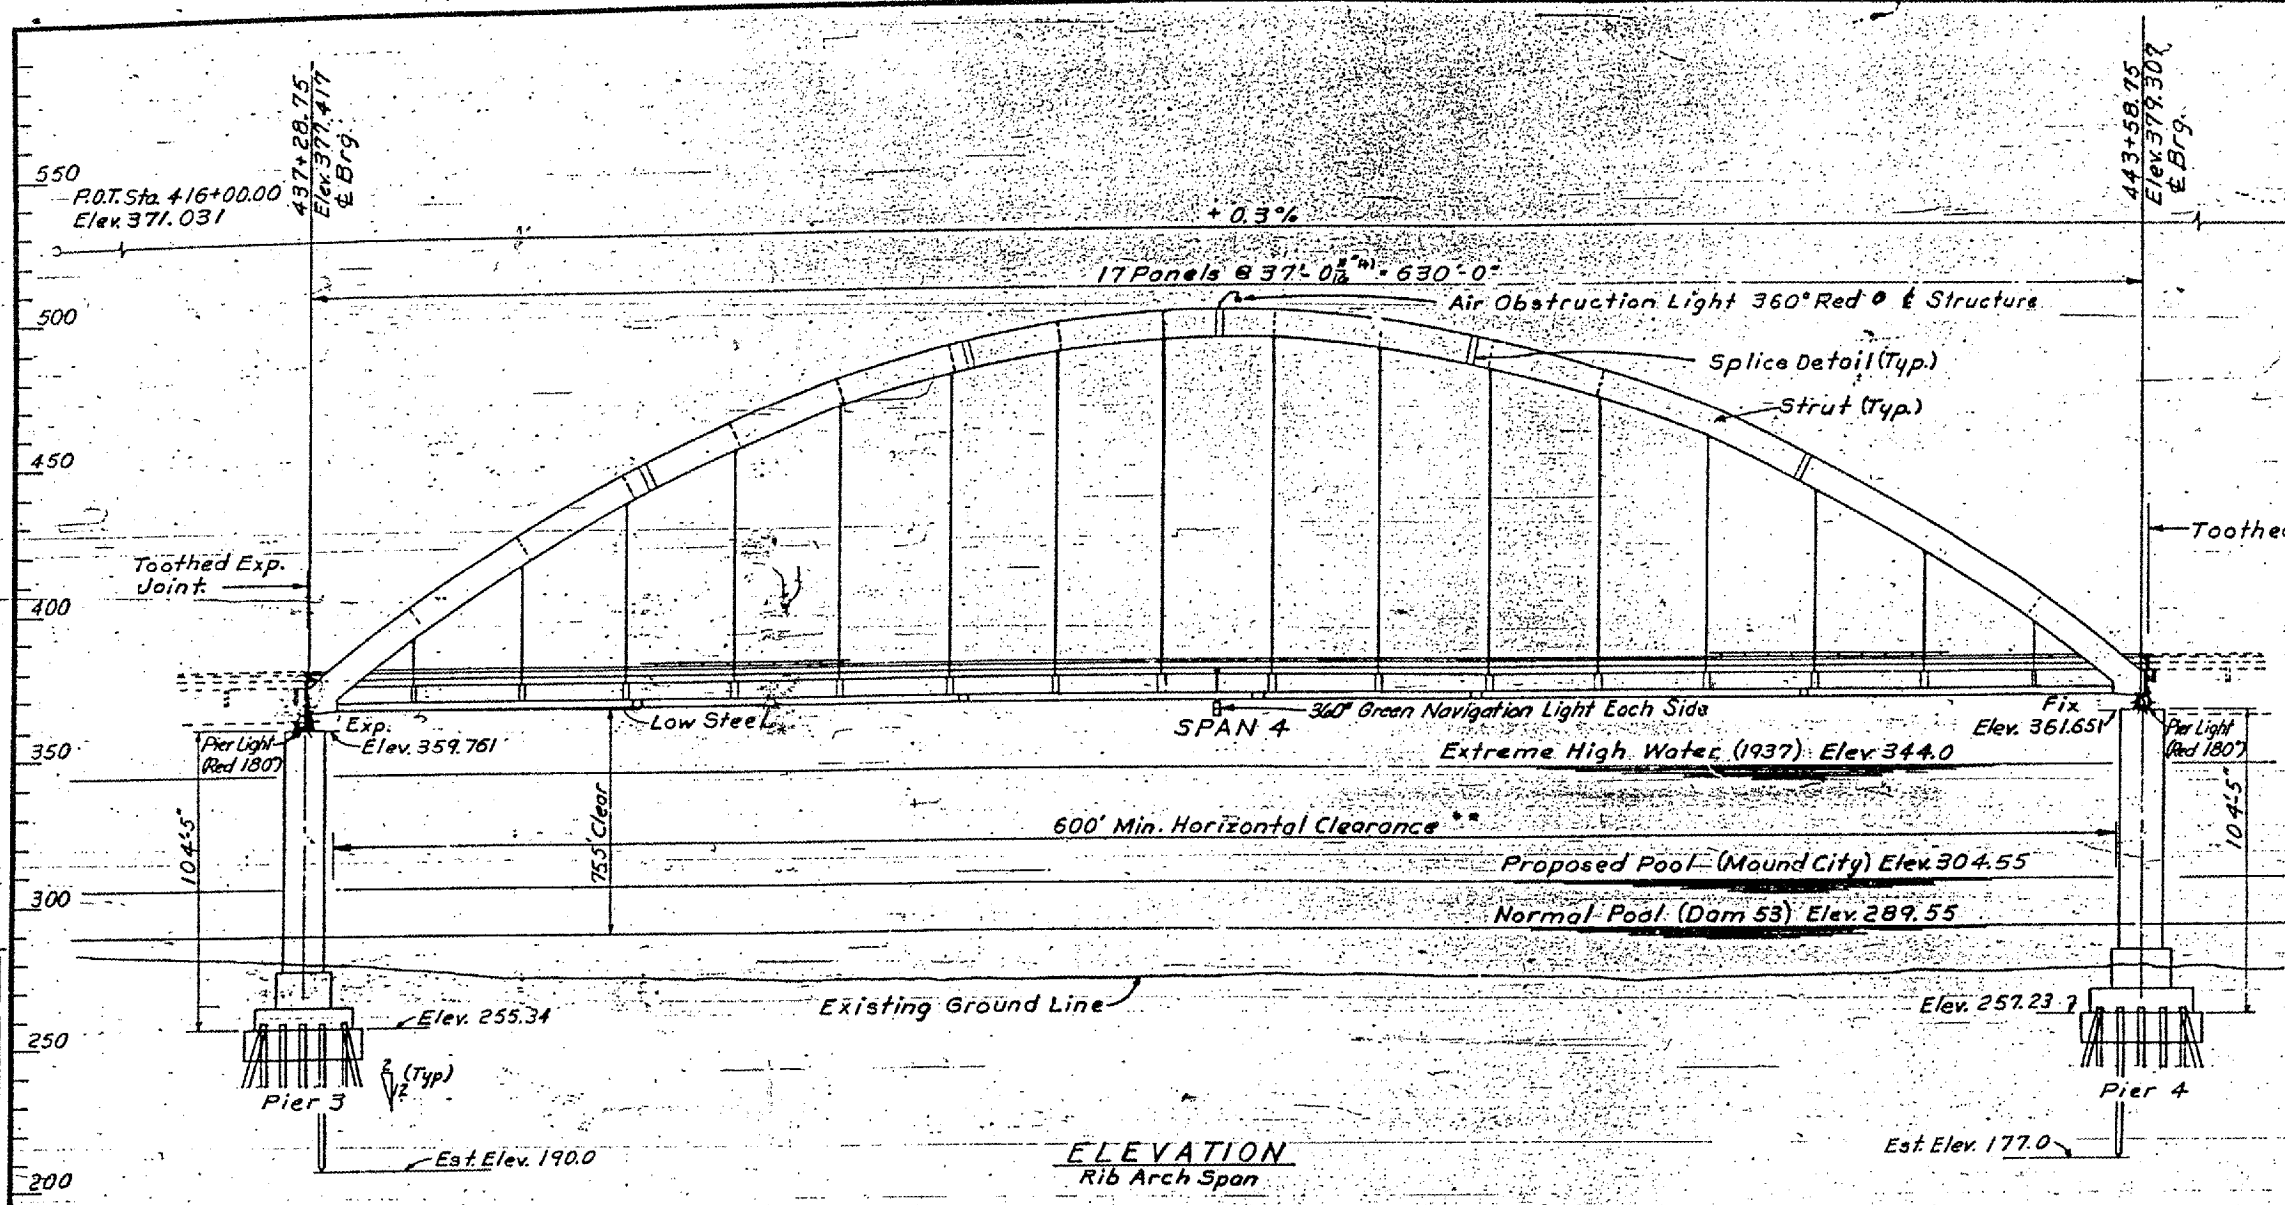 437+28.75
Elev. 377.417
℄ Brg.
443+58.75
Elev. 379.307
℄ Brg.
550
P.O.T. Sta. 416+00.00
Elev. 371.031
+ 0.3%
17 Panels @ 37'-0 = 630'-0"
Air Obstruction Light 360° Red @ ℄ Structure
500
Splice Detail (Typ.)
Strut (Typ.)
450
Toothed Exp.
Joint
Toothed
400
Exp.
Elev. 359.761
Low Steel *
SPAN 4
360° Green Navigation Light Each Side
Fix
Elev. 361.651
Pier Light
(Red 180°)
Pier Light
(Red 180°)
350
Extreme High Water (1937) Elev. 344.0
104'-5"
75.5' Clear
600' Min. Horizontal Clearance **
104'-5"
Proposed Pool (Mound City) Elev. 304.55
300
Normal Pool (Dam 53) Elev. 289.55
Existing Ground Line
Elev. 255.34
Elev. 257.23
250
2
12
(Typ)
Pier 3
Pier 4
Est. Elev. 190.0
Est. Elev. 177.0
ELEVATION
Rib Arch Span
200